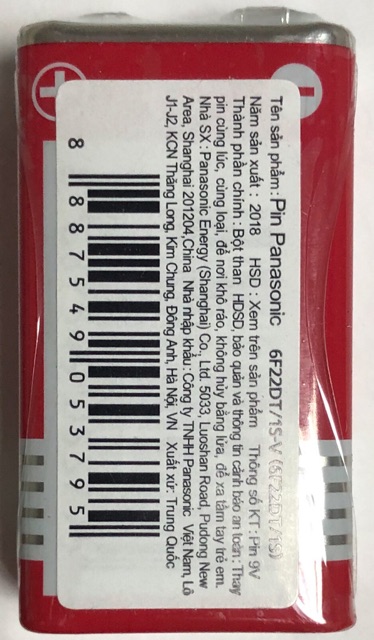 Tên sản phẩm : Pin Panasonic 6F22DT/1S-V (6F22DT/1S)
Năm sản xuất : 2018 HSD : Xem trên sản phẩm Thông số KT : Pin 9V
Thành phần chính : Bột than HDSD, bảo quản và thông tin cảnh báo an toàn : Thay
pin cùng lúc, cùng loại, để nơi khô ráo, không hủy bằng lửa, để xa tầm tay trẻ em.
Nhà SX : Panasonic Energy (Shanghai) Co., Ltd, 5033, Luoshan Road, Pudong New
Area, Shanghai 201204,China Nhà nhập khẩu : Công ty TNHH Panasonic Việt Nam, Lô
J1-J2, KCN Thăng Long, Kim Chung, Đông Anh, Hà Nội, VN Xuất xứ: Trung Quốc
8 887549 053795